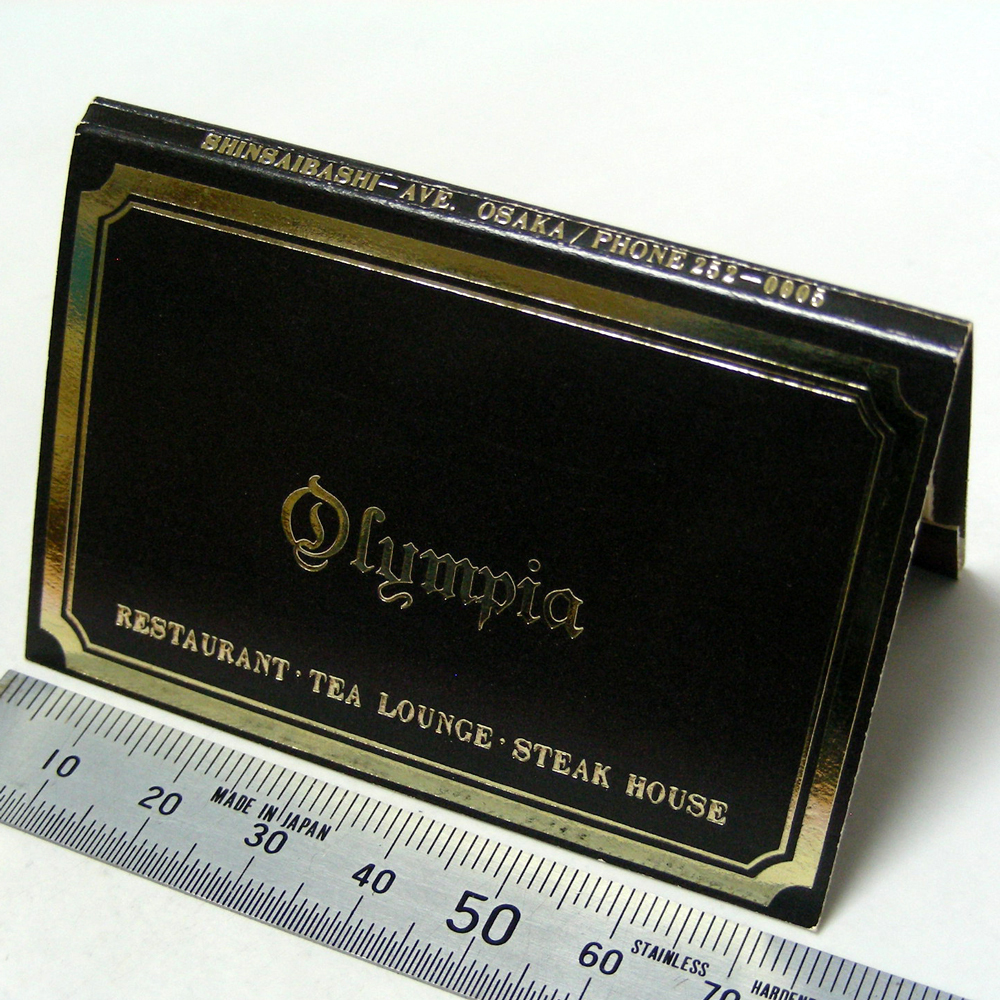 SHINSAIBASHI-AVE. OSAKA/PHONE 252-0005
Olympia
RESTAURANT・TEA LOUNGE・STEAK HOUSE
10 20 30 40 50 60 70
MADE IN JAPAN
STAINLESS